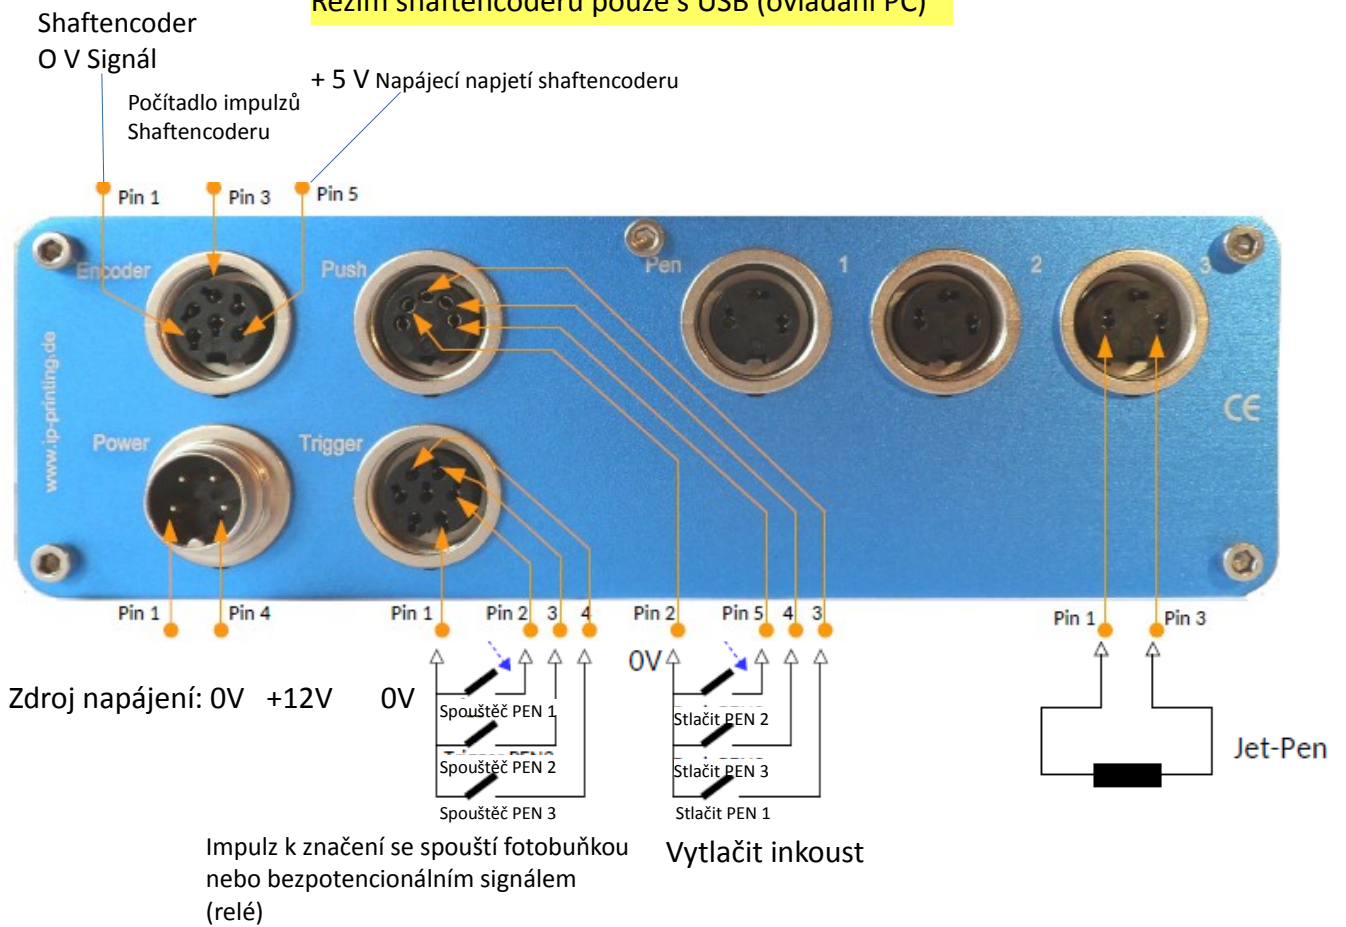 Režim shaftencoderu pouze s USB (ovládání PC)
Shaftencoder
O V Signál
+ 5 V Napájecí napjetí shaftencoderu
Počítadlo impulzů
Shaftencoderu
Pin 1
Pin 3
Pin 5
Encoder
Push
Pen
1
2
3
www.ip-printing.de
CE
Power
Trigger
Pin 1
Pin 4
Pin 1
Pin 2
3
4
Pin 2
Pin 5
4
3
Pin 1
Pin 3
0V
Zdroj napájení: 0V +12V 0V
Spouštěč PEN 1
Spouštěč PEN 2
Spouštěč PEN 3
Stlačit PEN 2
Stlačit PEN 3
Stlačit PEN 1
Jet-Pen
Impulz k značení se spouští fotobuňkou
nebo bezpotencionálním signálem
(relé)
Vytlačit inkoust